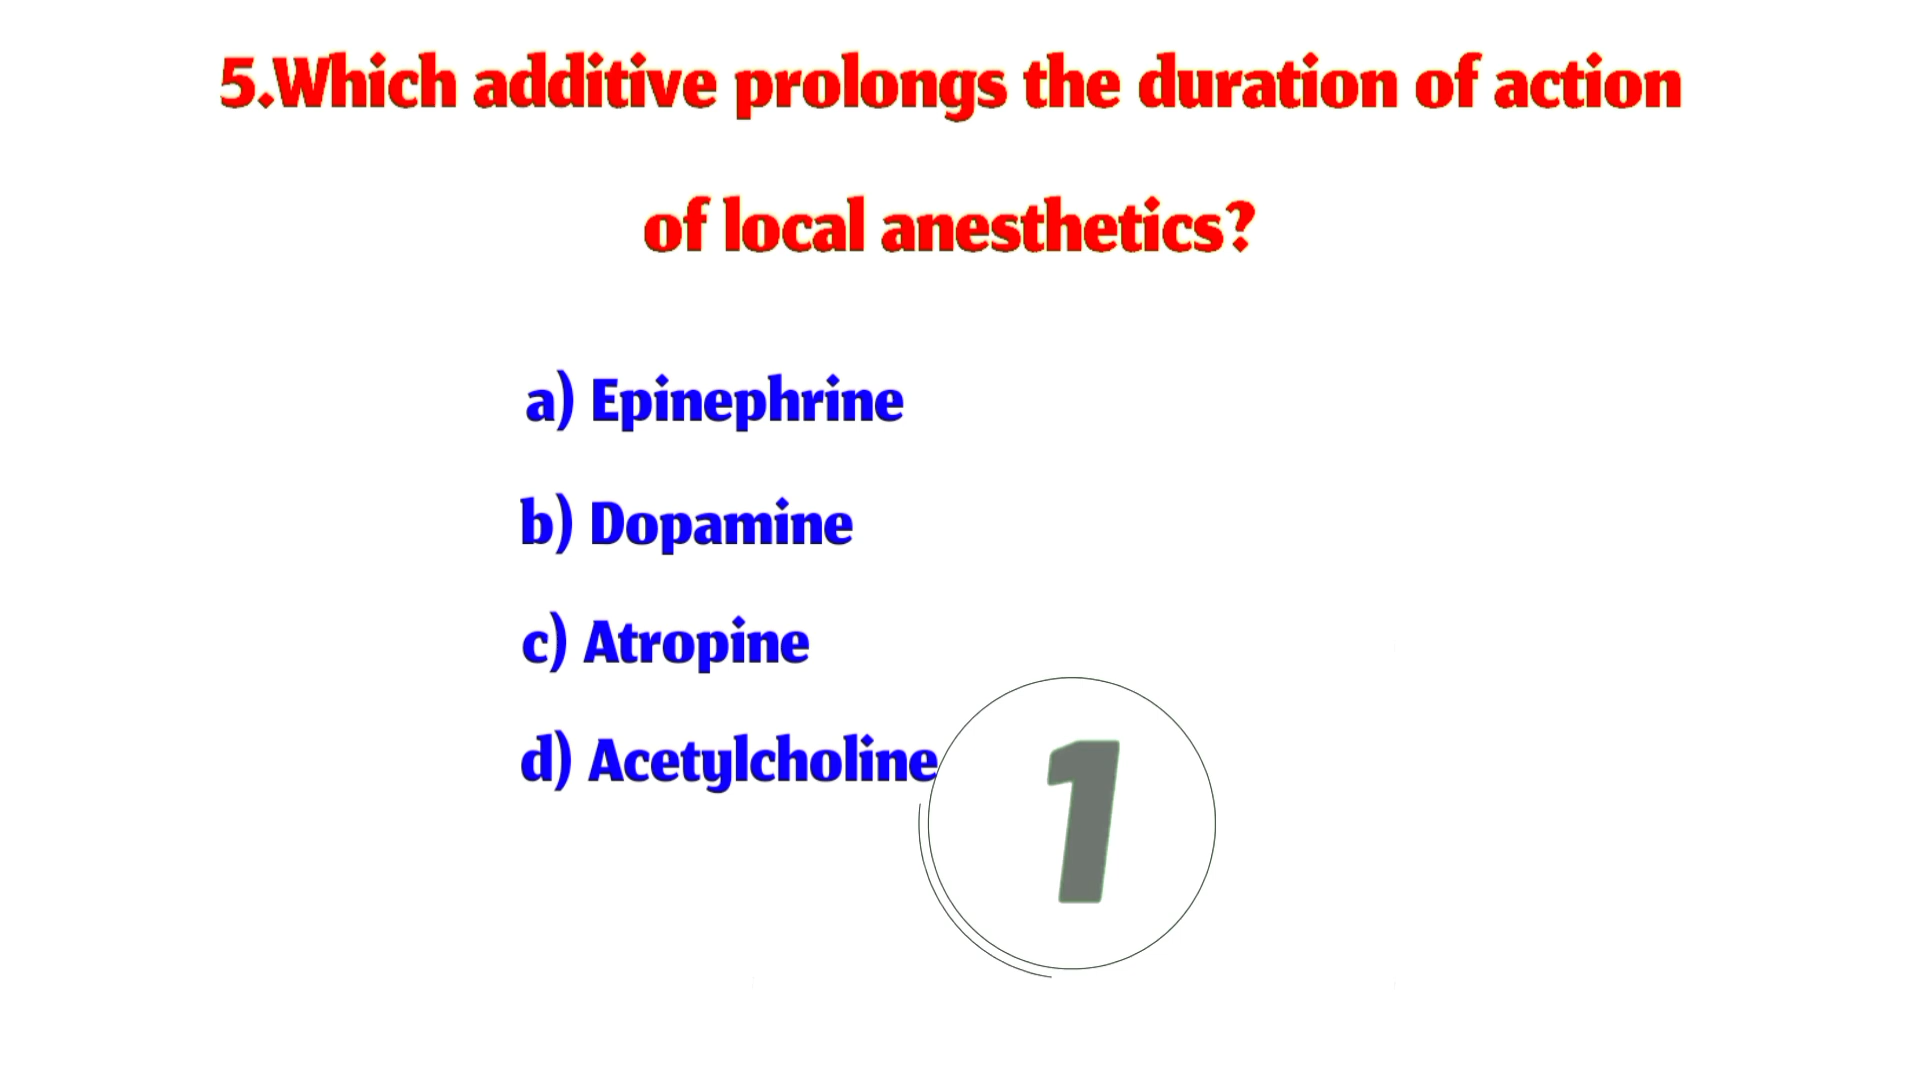 5.Which additive prolongs the duration of action
of local anesthetics?
a) Epinephrine
b) Dopamine
c) Atropine
d) Acetylcholine
1